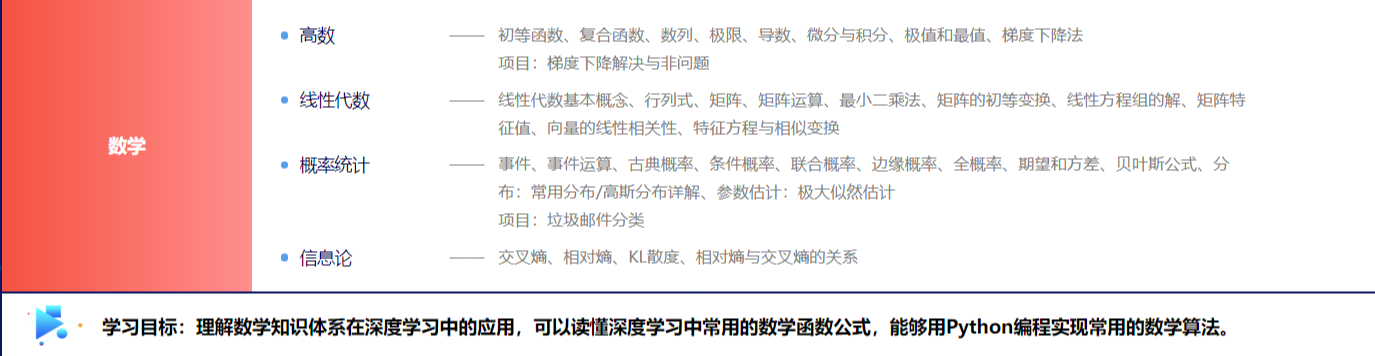 数学
高数
初等函数、复合函数、数列、极限、导数、微分与积分、极值和最值、梯度下降法
项目：梯度下降解决与非问题
线性代数
线性代数基本概念、行列式、矩阵、矩阵运算、最小二乘法、矩阵的初等变换、线性方程组的解、矩阵特
征值、向量的线性相关性、特征方程与相似变换
概率统计
事件、事件运算、古典概率、条件概率、联合概率、边缘概率、全概率、期望和方差、贝叶斯公式、分
布：常用分布/高斯分布详解、参数估计：极大似然估计
项目：垃圾邮件分类
信息论
交叉熵、相对熵、KL散度、相对熵与交叉熵的关系
学习目标：理解数学知识体系在深度学习中的应用，可以读懂深度学习中常用的数学函数公式，能够用Python编程实现常用的数学算法。